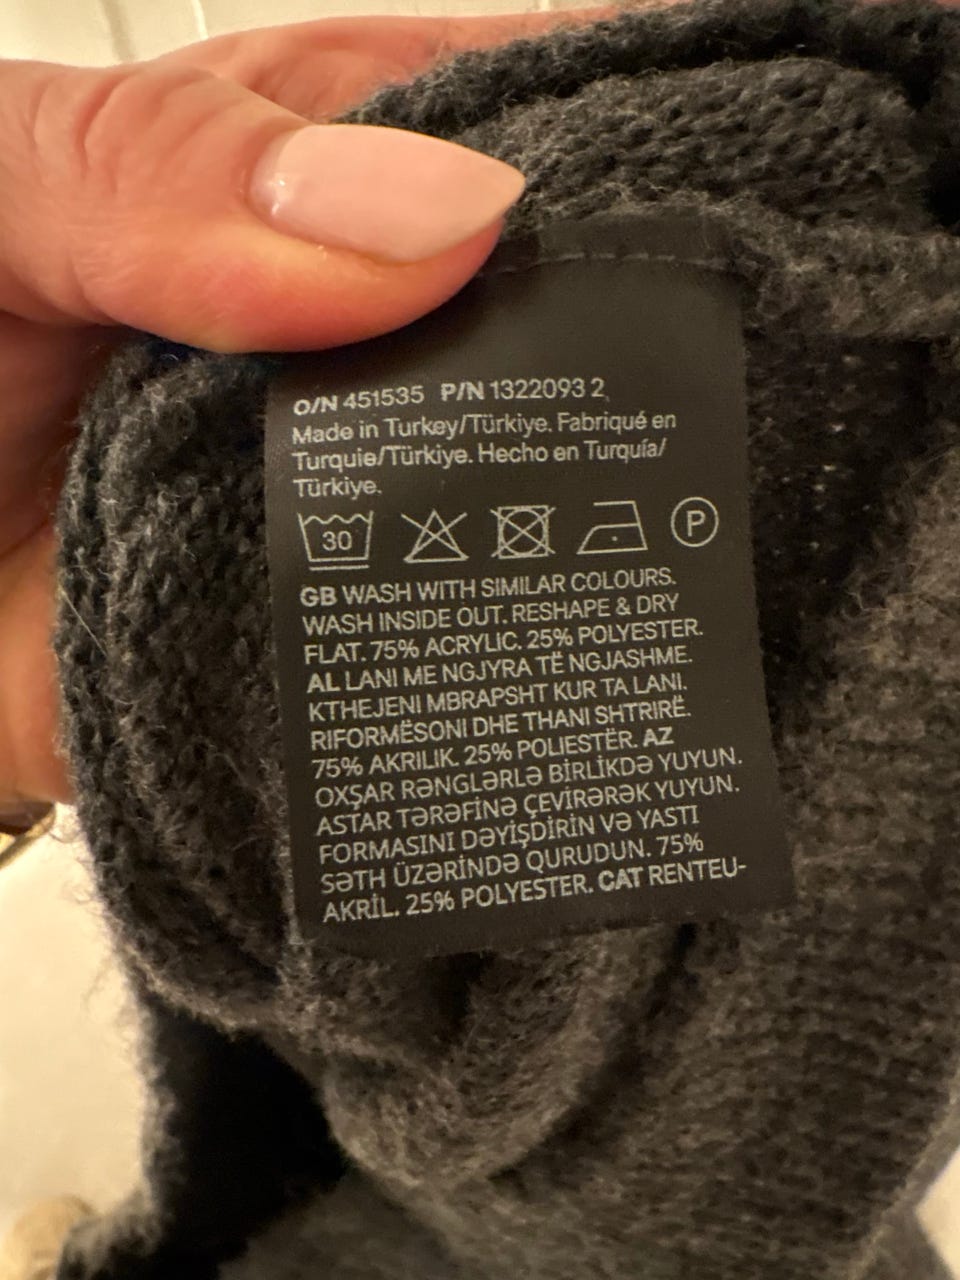 O/N 451535 P/N 1322093 2
Made in Turkey/Türkiye. Fabriqué en
Turquie/Türkiye. Hecho en Turquía/
Türkiye.
30 P
GB WASH WITH SIMILAR COLOURS.
WASH INSIDE OUT. RESHAPE & DRY
FLAT. 75% ACRYLIC. 25% POLYESTER.
AL LANI ME NGJYRA TË NGJASHME.
KTHEJENI MBRAPSHT KUR TA LANI.
RIFORMËSONI DHE THANI SHTRIRË.
75% AKRILIK. 25% POLIESTËR. AZ
OXŞAR RƏNGLƏRLƏ BİRLİKDƏ YUYUN.
ASTAR TƏRƏFİNƏ ÇEVİRƏRƏK YUYUN.
FORMASINI DƏYİŞDİRİN VƏ YASTI
SƏTH ÜZƏRİNDƏ QURUDUN. 75%
AKRİL. 25% POLYESTER. CAT RENTEU-